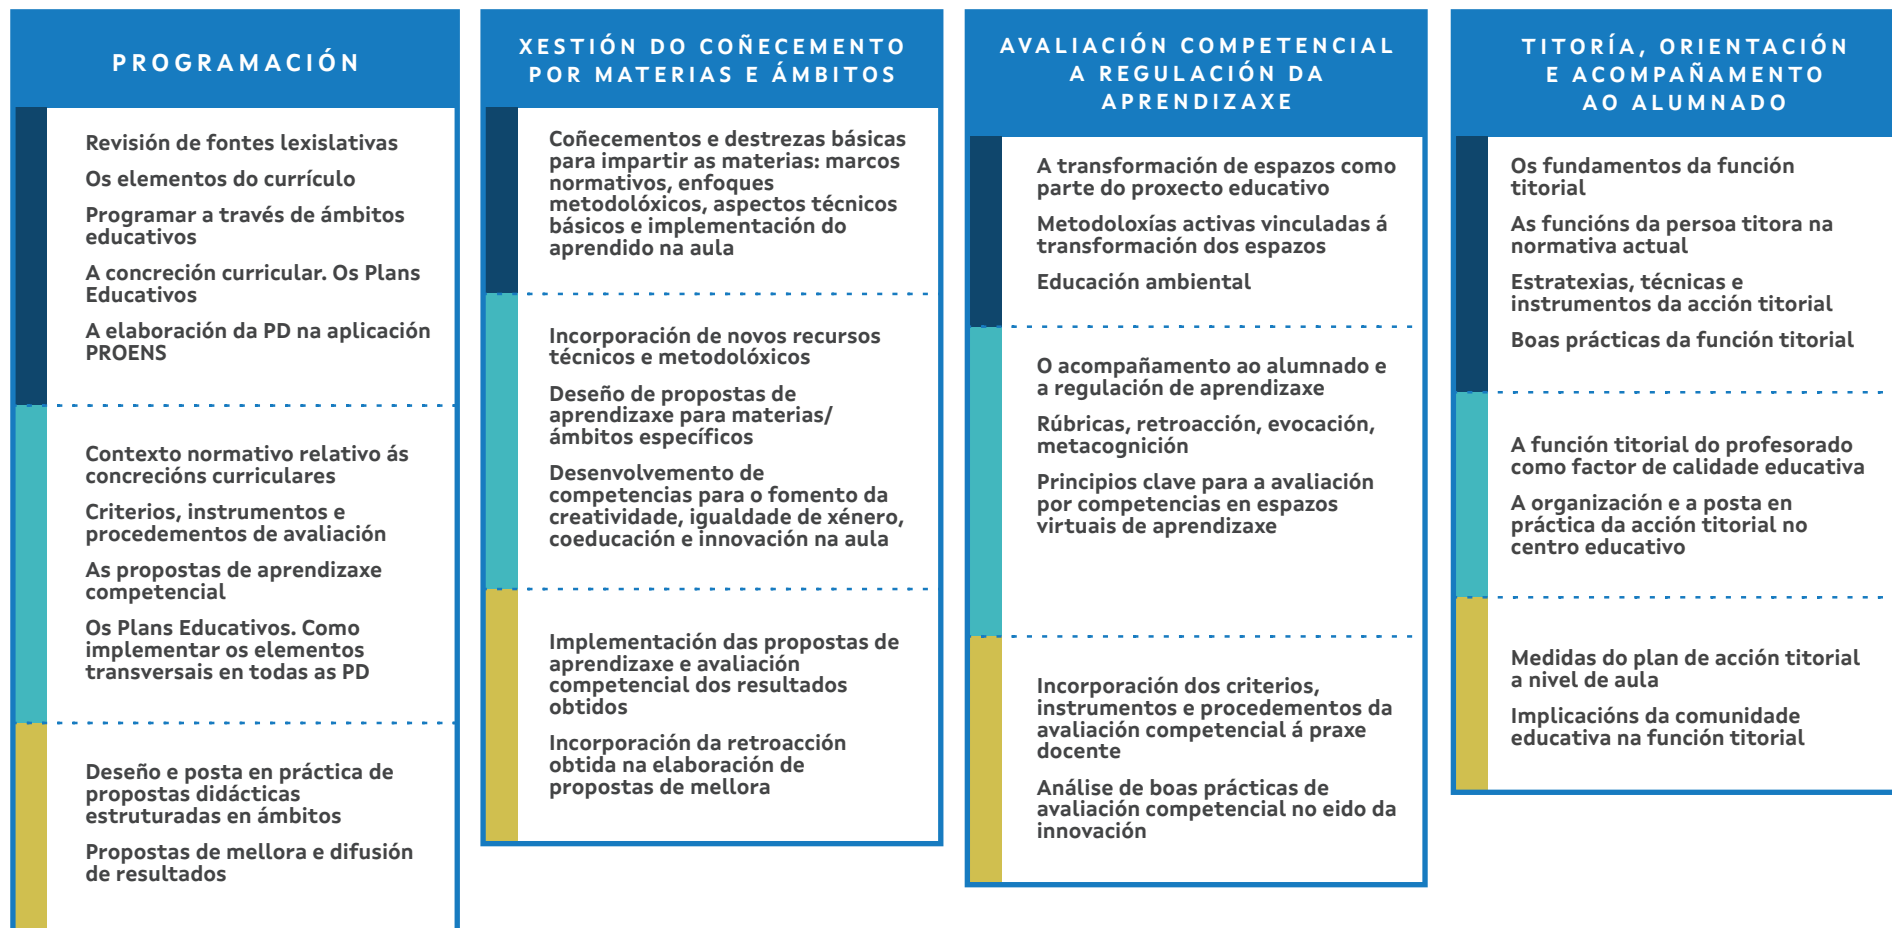 PROGRAMACIÓN
Revisión de fontes lexislativas
Os elementos do currículo
Programar a través de ámbitos
educativos
A concreción curricular. Os Plans
Educativos
A elaboración da PD na aplicación
PROENS
Contexto normativo relativo ás
concrecións curriculares
Criterios, instrumentos e
procedementos de avaliación
As propostas de aprendizaxe
competencial
Os Plans Educativos. Como
implementar os elementos
transversais en todas as PD
Deseño e posta en práctica de
propostas didácticas
estruturadas en ámbitos
Propostas de mellora e difusión
de resultados
XESTIÓN DO COÑECEMENTO
POR MATERIAS E ÁMBITOS
Coñecementos e destrezas básicas
para impartir as materias: marcos
normativos, enfoques
metodolóxicos, aspectos técnicos
básicos e implementación do
aprendido na aula
Incorporación de novos recursos
técnicos e metodolóxicos
Deseño de propostas de
aprendizaxe para materias/
ámbitos específicos
Desenvolvemento de
competencias para o fomento da
creatividade, igualdade de xénero,
coeducación e innovación na aula
Implementación das propostas de
aprendizaxe e avaliación
competencial dos resultados
obtidos
Incorporación da retroacción
obtida na elaboración de
propostas de mellora
AVALIACIÓN COMPETENCIAL
A REGULACIÓN DA
APRENDIZAXE
A transformación de espazos como
parte do proxecto educativo
Metodoloxías activas vinculadas á
transformación dos espazos
Educación ambiental
O acompañamento ao alumnado e
a regulación de aprendizaxe
Rúbricas, retroacción, evocación,
metacognición
Principios clave para a avaliación
por competencias en espazos
virtuais de aprendizaxe
Incorporación dos criterios,
instrumentos e procedementos da
avaliación competencial á praxe
docente
Análise de boas prácticas de
avaliación competencial no eido da
innovación
TITORÍA, ORIENTACIÓN
E ACOMPAÑAMENTO
AO ALUMNADO
Os fundamentos da función
titorial
As funcións da persoa titora na
normativa actual
Estratexias, técnicas e
instrumentos da acción titorial
Boas prácticas da función titorial
A función titorial do profesorado
como factor de calidade educativa
A organización e a posta en
práctica da acción titorial no
centro educativo
Medidas do plan de acción titorial
a nivel de aula
Implicacións da comunidade
educativa na función titorial